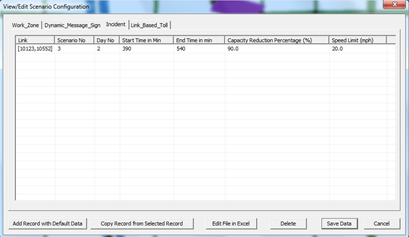 View/Edit Scenario Configuration
Work_Zone Dynamic_Message_Sign Incident Link_Based_Toll
Link Scenario No Day No Start Time in Min End Time in min Capacity Reduction Percentage (%) Speed Limit (mph)
[10123,10552] 3 2 390 540 90.0 20.0
Add Record with Default Data Copy Record from Selected Record Edit File in Excel Delete Save Data Cancel